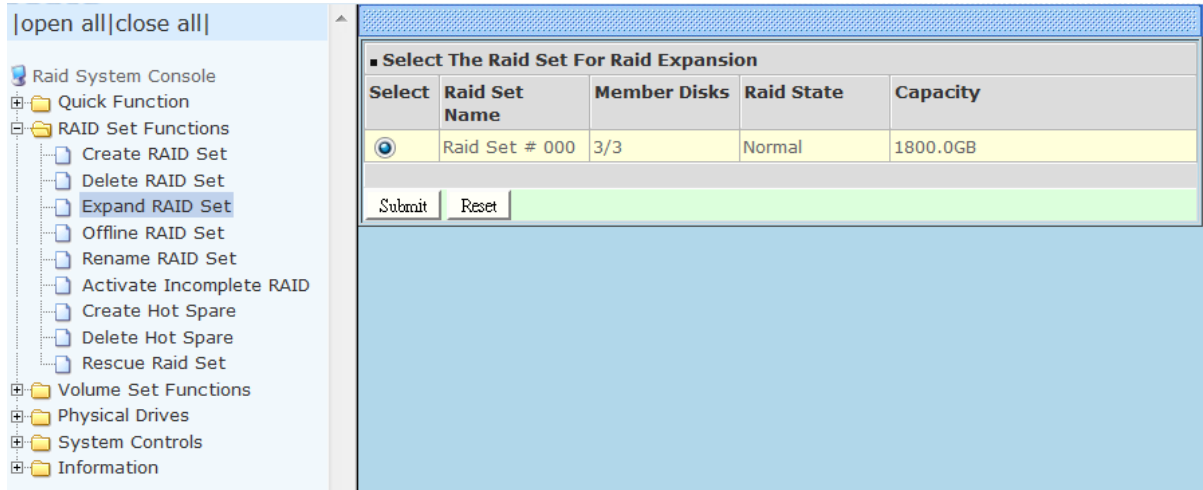 |open all|close all|
Raid System Console
Quick Function
RAID Set Functions
Create RAID Set
Delete RAID Set
Expand RAID Set
Offline RAID Set
Rename RAID Set
Activate Incomplete RAID
Create Hot Spare
Delete Hot Spare
Rescue Raid Set
Volume Set Functions
Physical Drives
System Controls
Information
Select The Raid Set For Raid Expansion
Select Raid Set Name Member Disks Raid State Capacity
Raid Set # 000 3/3 Normal 1800.0GB
Submit Reset